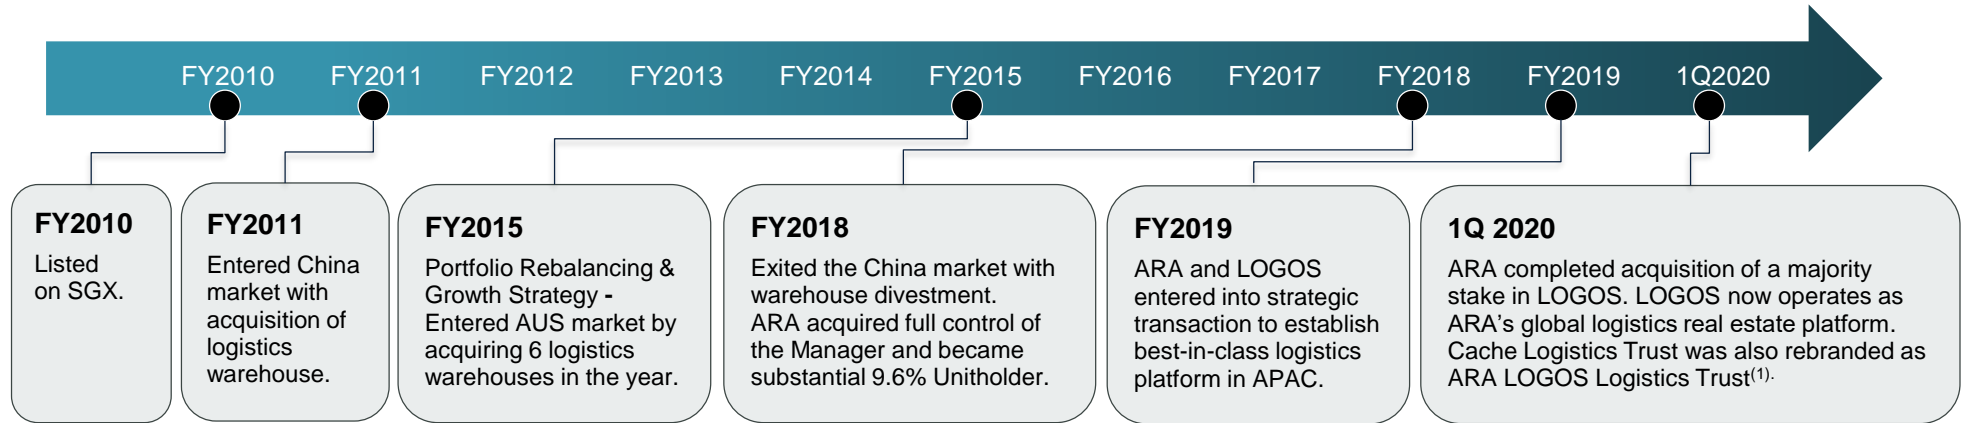 FY2010 FY2011 FY2012 FY2013 FY2014 FY2015 FY2016 FY2017 FY2018 FY2019 1Q2020
FY2010
Listed
on SGX.
FY2011
Entered China
market with
acquisition of
logistics
warehouse.
FY2015
Portfolio Rebalancing &
Growth Strategy -
Entered AUS market by
acquiring 6 logistics
warehouses in the year.
FY2018
Exited the China market with
warehouse divestment.
ARA acquired full control of
the Manager and became
substantial 9.6% Unitholder.
FY2019
ARA and LOGOS
entered into strategic
transaction to establish
best-in-class logistics
platform in APAC.
1Q 2020
ARA completed acquisition of a majority
stake in LOGOS. LOGOS now operates as
ARA’s global logistics real estate platform.
Cache Logistics Trust was also rebranded as
ARA LOGOS Logistics Trust(1).